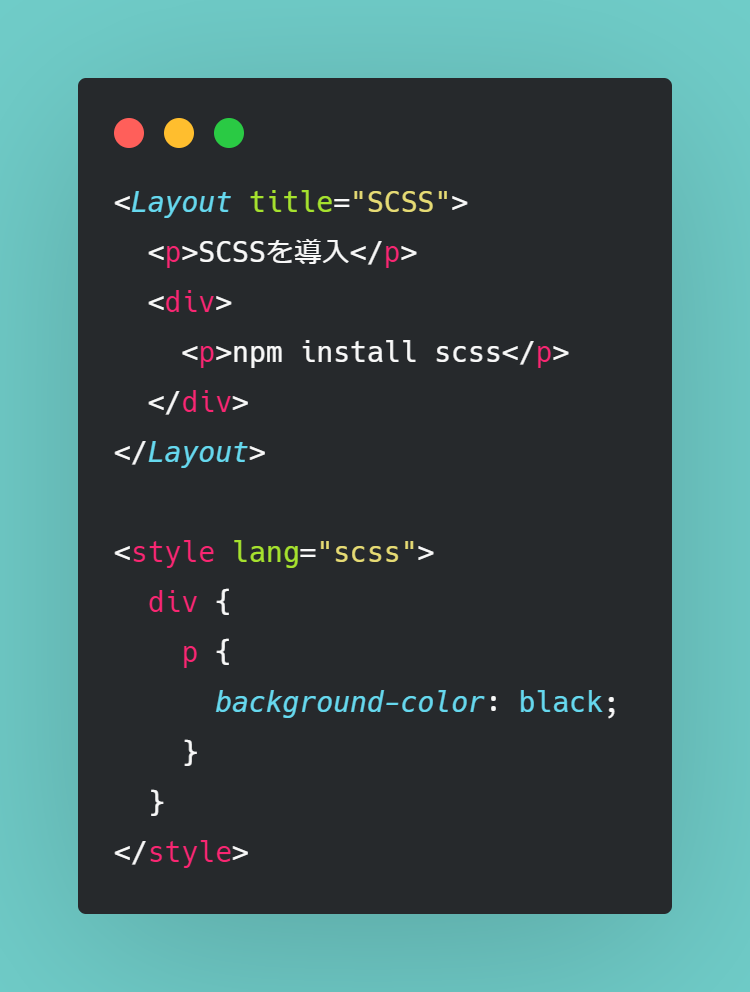 <Layout title="SCSS">
  <p>SCSSを導入</p>
  <div>
    <p>npm install scss</p>
  </div>
</Layout>

<style lang="scss">
  div {
    p {
      background-color: black;
    }
  }
</style>